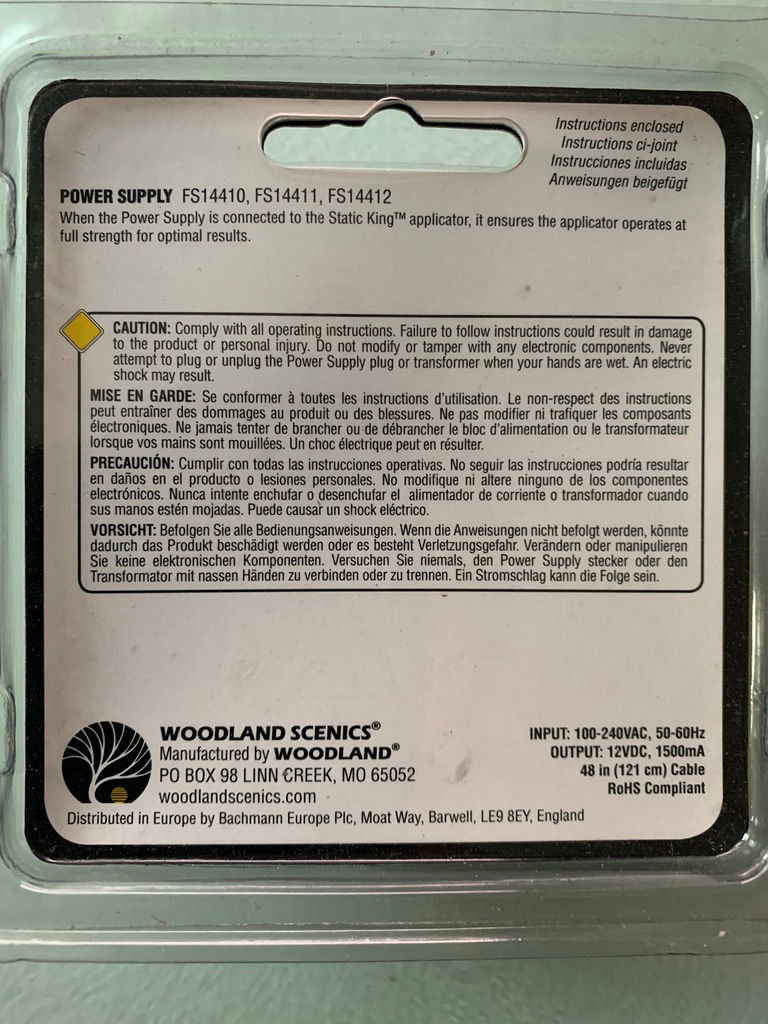 Instructions enclosed
Instructions ci-joint
Instrucciones incluidas
Anweisungen beigefügt
POWER SUPPLY FS14410, FS14411, FS14412
When the Power Supply is connected to the Static King™ applicator, it ensures the applicator operates at
full strength for optimal results.
CAUTION: Comply with all operating instructions. Failure to follow instructions could result in damage
to the product or personal injury. Do not modify or tamper with any electronic components. Never
attempt to plug or unplug the Power Supply plug or transformer when your hands are wet. An electric
shock may result.
MISE EN GARDE: Se conformer à toutes les instructions d'utilisation. Le non-respect des instructions
peut entraîner des dommages au produit ou des blessures. Ne pas modifier ni trafiquer les composants
électroniques. Ne jamais tenter de brancher ou de débrancher le bloc d'alimentation ou le transformateur
lorsque vos mains sont mouillées. Un choc électrique peut en résulter.
PRECAUCIÓN: Cumplir con todas las instrucciones operativas. No seguir las instrucciones podría resultar
en daños en el producto o lesiones personales. No modifique ni altere ninguno de los componentes
electrónicos. Nunca intente enchufar o desenchufar el alimentador de corriente o transformador cuando
sus manos estén mojadas. Puede causar un shock eléctrico.
VORSICHT: Befolgen Sie alle Bedienungsanweisungen. Wenn die Anweisungen nicht befolgt werden, könnte
dadurch das Produkt beschädigt werden oder es besteht Verletzungsgefahr. Verändern oder manipulieren
Sie keine elektronischen Komponenten. Versuchen Sie niemals, den Power Supply stecker oder den
Transformator mit nassen Händen zu verbinden oder zu trennen. Ein Stromschlag kann die Folge sein.
WOODLAND SCENICS®
Manufactured by WOODLAND®
PO BOX 98 LINN CREEK, MO 65052
woodlandscenics.com
INPUT: 100-240VAC, 50-60Hz
OUTPUT: 12VDC, 1500mA
48 in (121 cm) Cable
RoHS Compliant
Distributed in Europe by Bachmann Europe Plc, Moat Way, Barwell, LE9 8EY, England